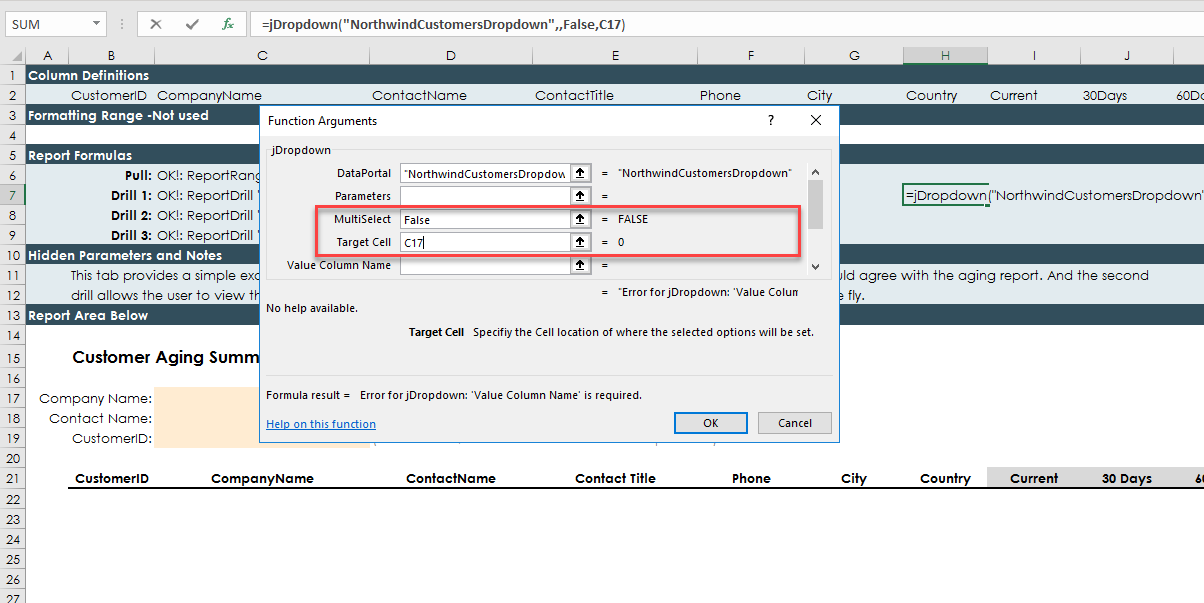 SUM
=jDropdown("NorthwindCustomersDropdown",,False,C17)
A B C D E F G H I J
1 Column Definitions
2 CustomerID CompanyName ContactName ContactTitle Phone City Country Current 30Days 60Da
3 Formatting Range -Not used
4
5 Report Formulas
6 Pull: OK!: ReportRang
7 Drill 1: OK!: ReportDrill
=jDropdown("NorthwindCustomersDropdown"
8 Drill 2: OK!: ReportDrill
9 Drill 3: OK!: ReportDrill
10 Hidden Parameters and Notes
11 This tab provides a simple exa
ld agree with the aging report. And the second
12 drill allows the user to view th
e fly.
13 Report Area Below
14
15 Customer Aging Summ
16
17 Company Name:
18 Contact Name:
19 CustomerID:
20
21 CustomerID CompanyName ContactName Contact Title Phone City Country Current 30 Days 60
22
23
24
25
26
27
Function Arguments
?
jDropdown
DataPortal "NorthwindCustomersDropdow = "NorthwindCustomersDropdown"
Parameters =
MultiSelect False = FALSE
Target Cell C17 = 0
Value Column Name =
= "Error for jDropdown: 'Value Colum
No help available.
Target Cell Specifiy the Cell location of where the selected options will be set.
Formula result = Error for jDropdown: 'Value Column Name' is required.
Help on this function
OK
Cancel